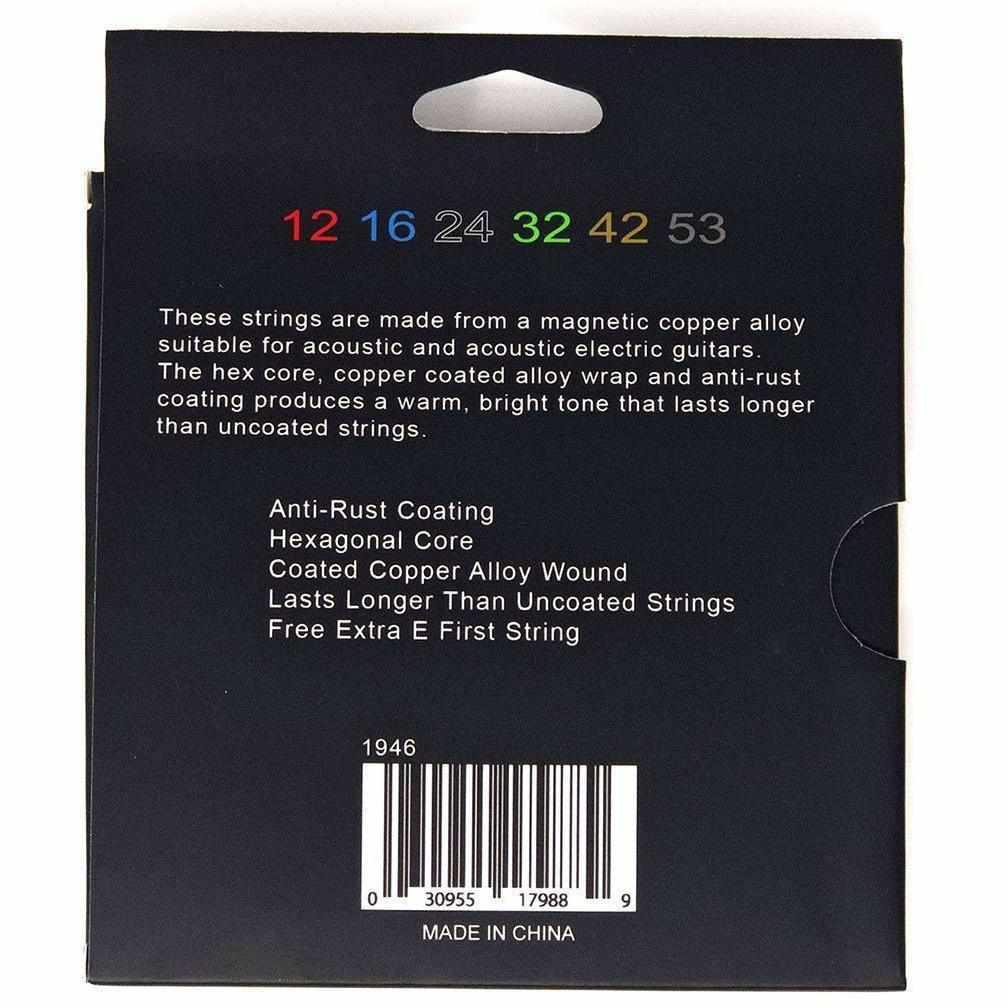 12 16 24 32 42 53
These strings are made from a magnetic copper alloy
suitable for acoustic and acoustic electric guitars.
The hex core, copper coated alloy wrap and anti-rust
coating produces a warm, bright tone that lasts longer
than uncoated strings.
Anti-Rust Coating
Hexagonal Core
Coated Copper Alloy Wound
Lasts Longer Than Uncoated Strings
Free Extra E First String
1946
0 30955 17988 9
MADE IN CHINA